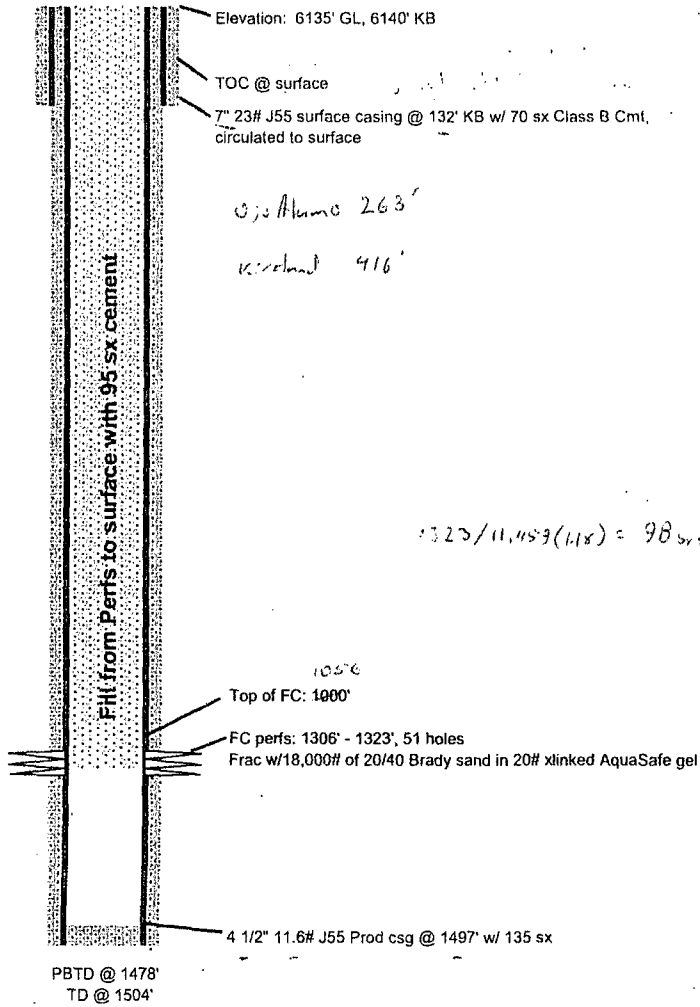 Elevation: 6135' GL, 6140' KB
TOC @ surface
7" 23# J55 surface casing @ 132' KB w/ 70 sx Class B Cmt,
circulated to surface
Ojo Alamo 263'
Kirtland 416'
Fill from Perfs to surface with 95 sx cement
1323/11.459(1.18) = 98 sx
1056
Top of FC: 1000'
FC perfs: 1306' - 1323', 51 holes
Frac w/18,000# of 20/40 Brady sand in 20# xlinked AquaSafe gel
4 1/2" 11.6# J55 Prod csg @ 1497' w/ 135 sx
PBTD @ 1478'
TD @ 1504'